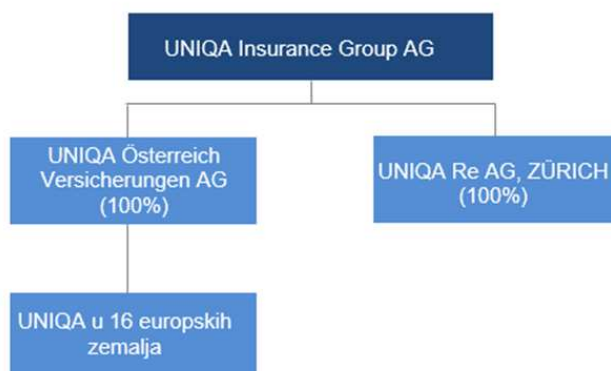 UNIQA Insurance Group AG
UNIQA Österreich
Versicherungen AG
(100%)
UNIQA Re AG, ZÜRICH
(100%)
UNIQA u 16 europskih
zemalja